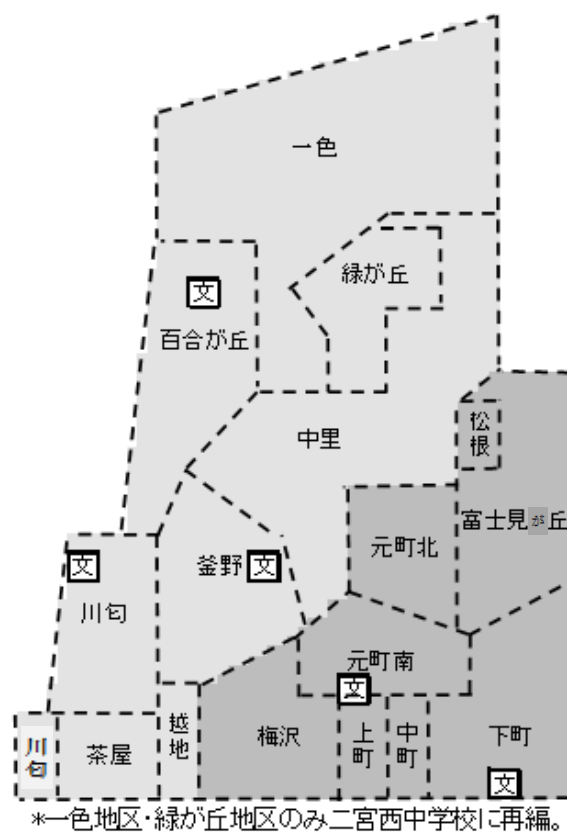 一色
緑が丘
文
百合が丘
中里
松根
富士見が丘
元町北
釜野
文
文
川匂
元町南
文
越地
梅沢
上町
中町
下町
川匂
茶屋
文
*一色地区・緑が丘地区のみ二宮西中学校に再編。